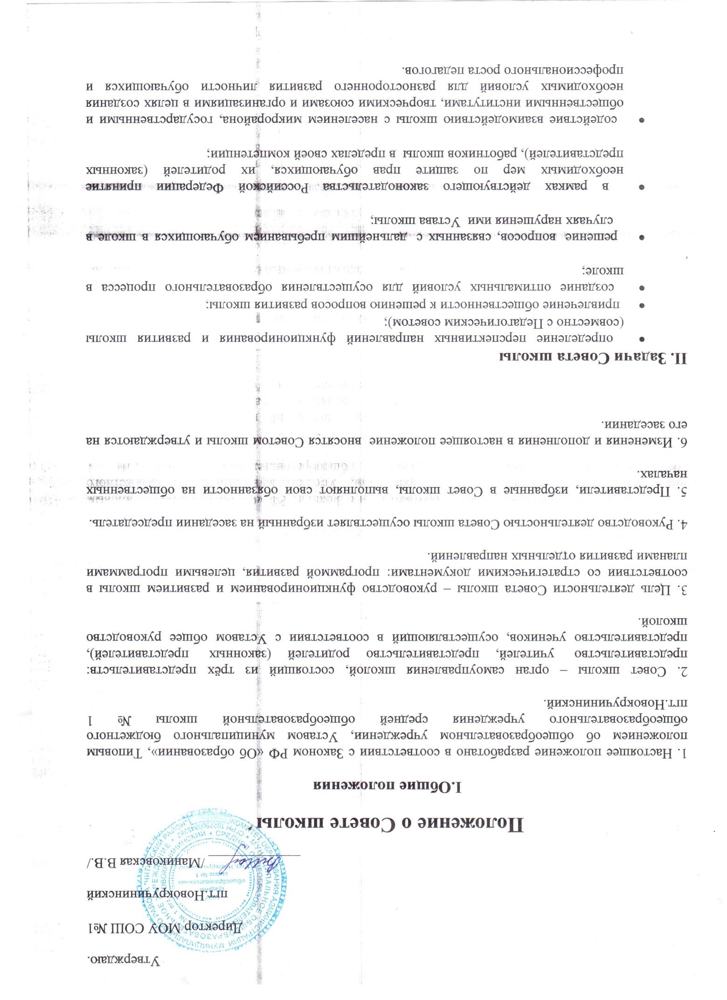 Утверждаю.
Директор МОУ СОШ №1
пгт.Новокручининский
/Маниковская В.В./
Положение о Совете школы
I.Общие положения
1. Настоящее положение разработано в соответствии с Законом РФ «Об образовании», Типовым
положением об общеобразовательном учреждении, Уставом муниципального бюджетного
общеобразовательного учреждения средней общеобразовательной школы № 1
пгт.Новокручининский.
2. Совет школы – орган самоуправления школой, состоящий из трёх представительств:
представительство учителей, представительство родителей (законных представителей),
представительство учеников, осуществляющий в соответствии с Уставом общее руководство
школой.
3. Цель деятельности Совета школы – руководство функционированием и развитием школы в
соответствии со стратегическими документами: программой развития, целевыми программами
планами развития отдельных направлений.
4. Руководство деятельностью Совета школы осуществляет избранный на заседании председатель.
5. Представители, избранные в Совет школы, выполняют свои обязанности на общественных
началах.
6. Изменения и дополнения в настоящее положение вносятся Советом школы и утверждаются на
его заседании.
II. Задачи Совета школы
• определение перспективных направлений функционирования и развития школы
(совместно с Педагогическим советом);
• привлечение общественности к решению вопросов развития школы;
• создание оптимальных условий для осуществления образовательного процесса в
школе;
• решение вопросов, связанных с дальнейшим пребыванием обучающихся в школе в
случаях нарушения ими Устава школы;
• в рамках действующего законодательства Российской Федерации принятие
необходимых мер по защите прав обучающихся, их родителей (законных
представителей), работников школы в пределах своей компетенции;
• содействие взаимодействию школы с населением микрорайона, государственными и
общественными институтами, творческими союзами и организациями в целях создания
необходимых условий для разностороннего развития личности обучающихся и
профессионального роста педагогов.
средняя
общеобразовательная
школа № 1